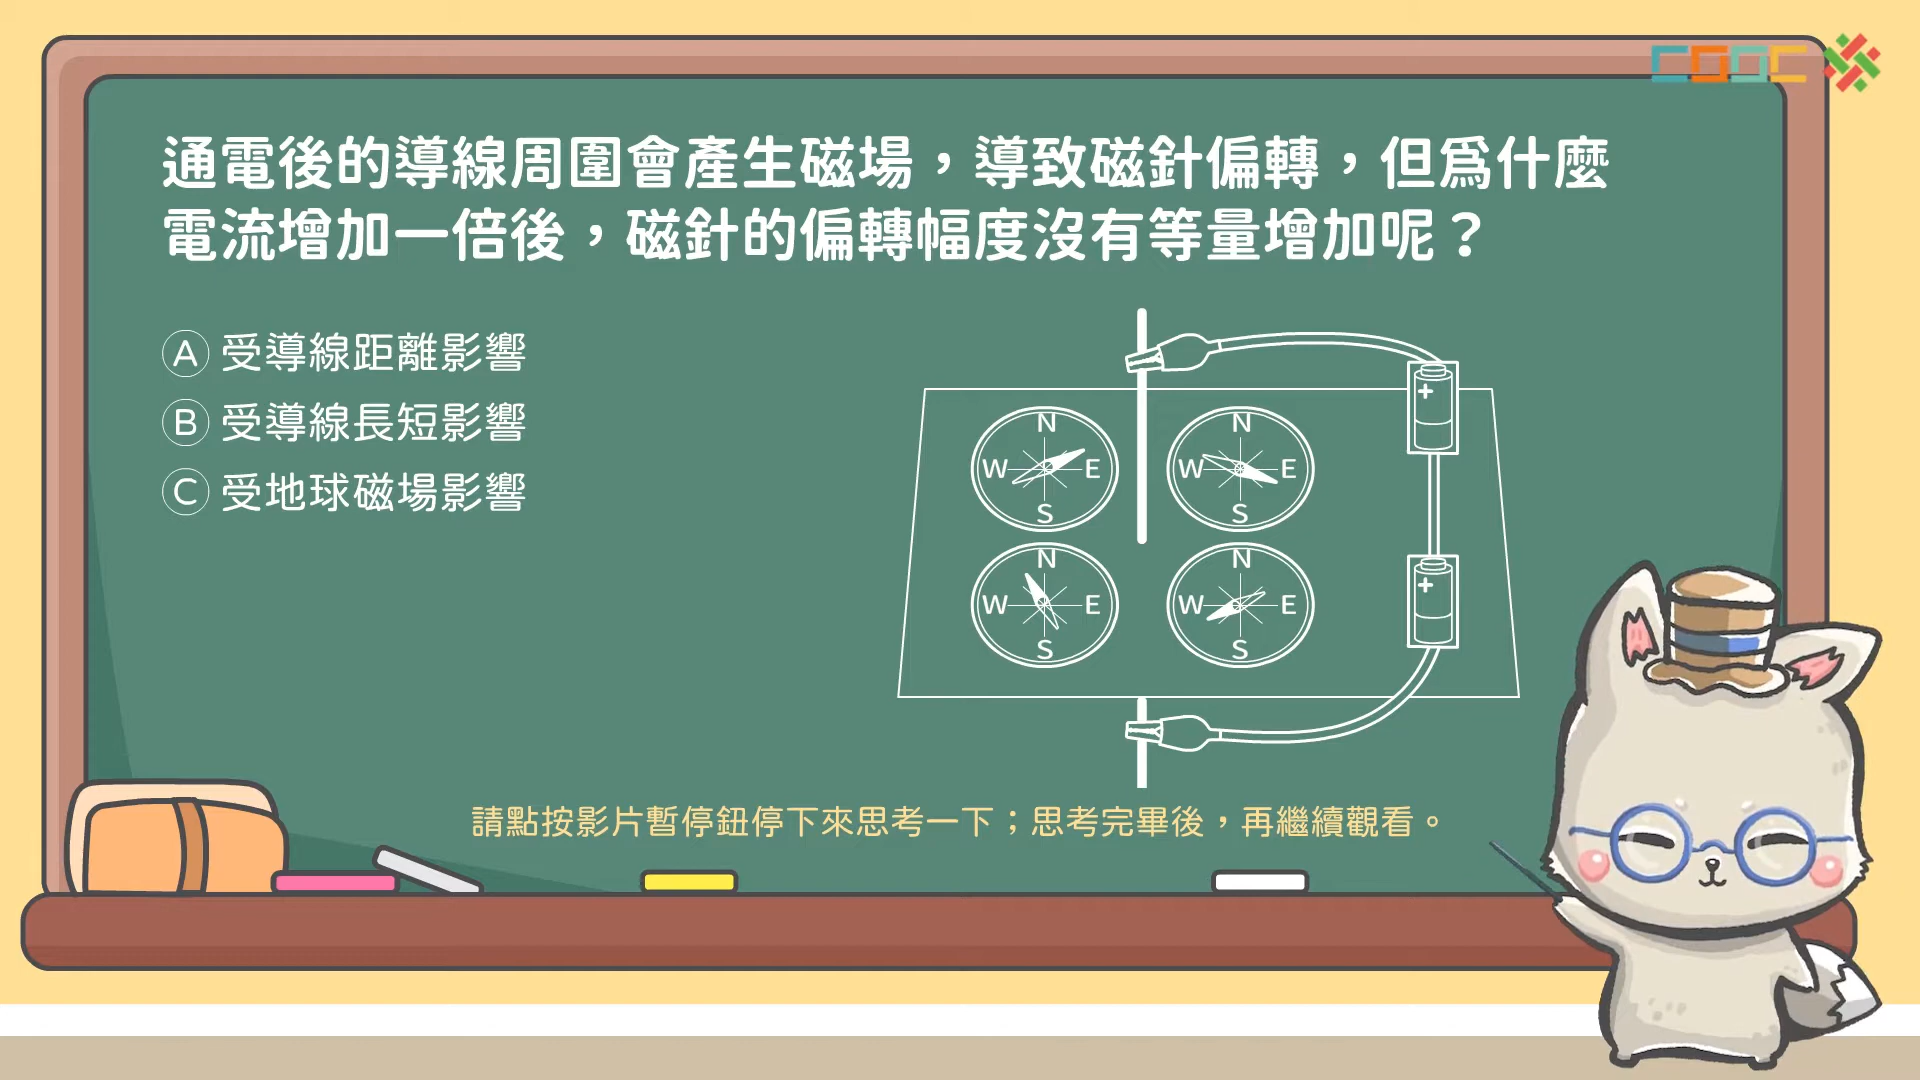 COOC
通電後的導線周圍會產生磁場，導致磁針偏轉，但為什麼
電流增加一倍後，磁針的偏轉幅度沒有等量增加呢？
A 受導線距離影響
B 受導線長短影響
C 受地球磁場影響
N
W E
S
N
W E
S
+
N
W E
S
N
W E
S
+
請點按影片暫停鈕停下來思考一下；思考完畢後，再繼續觀看。